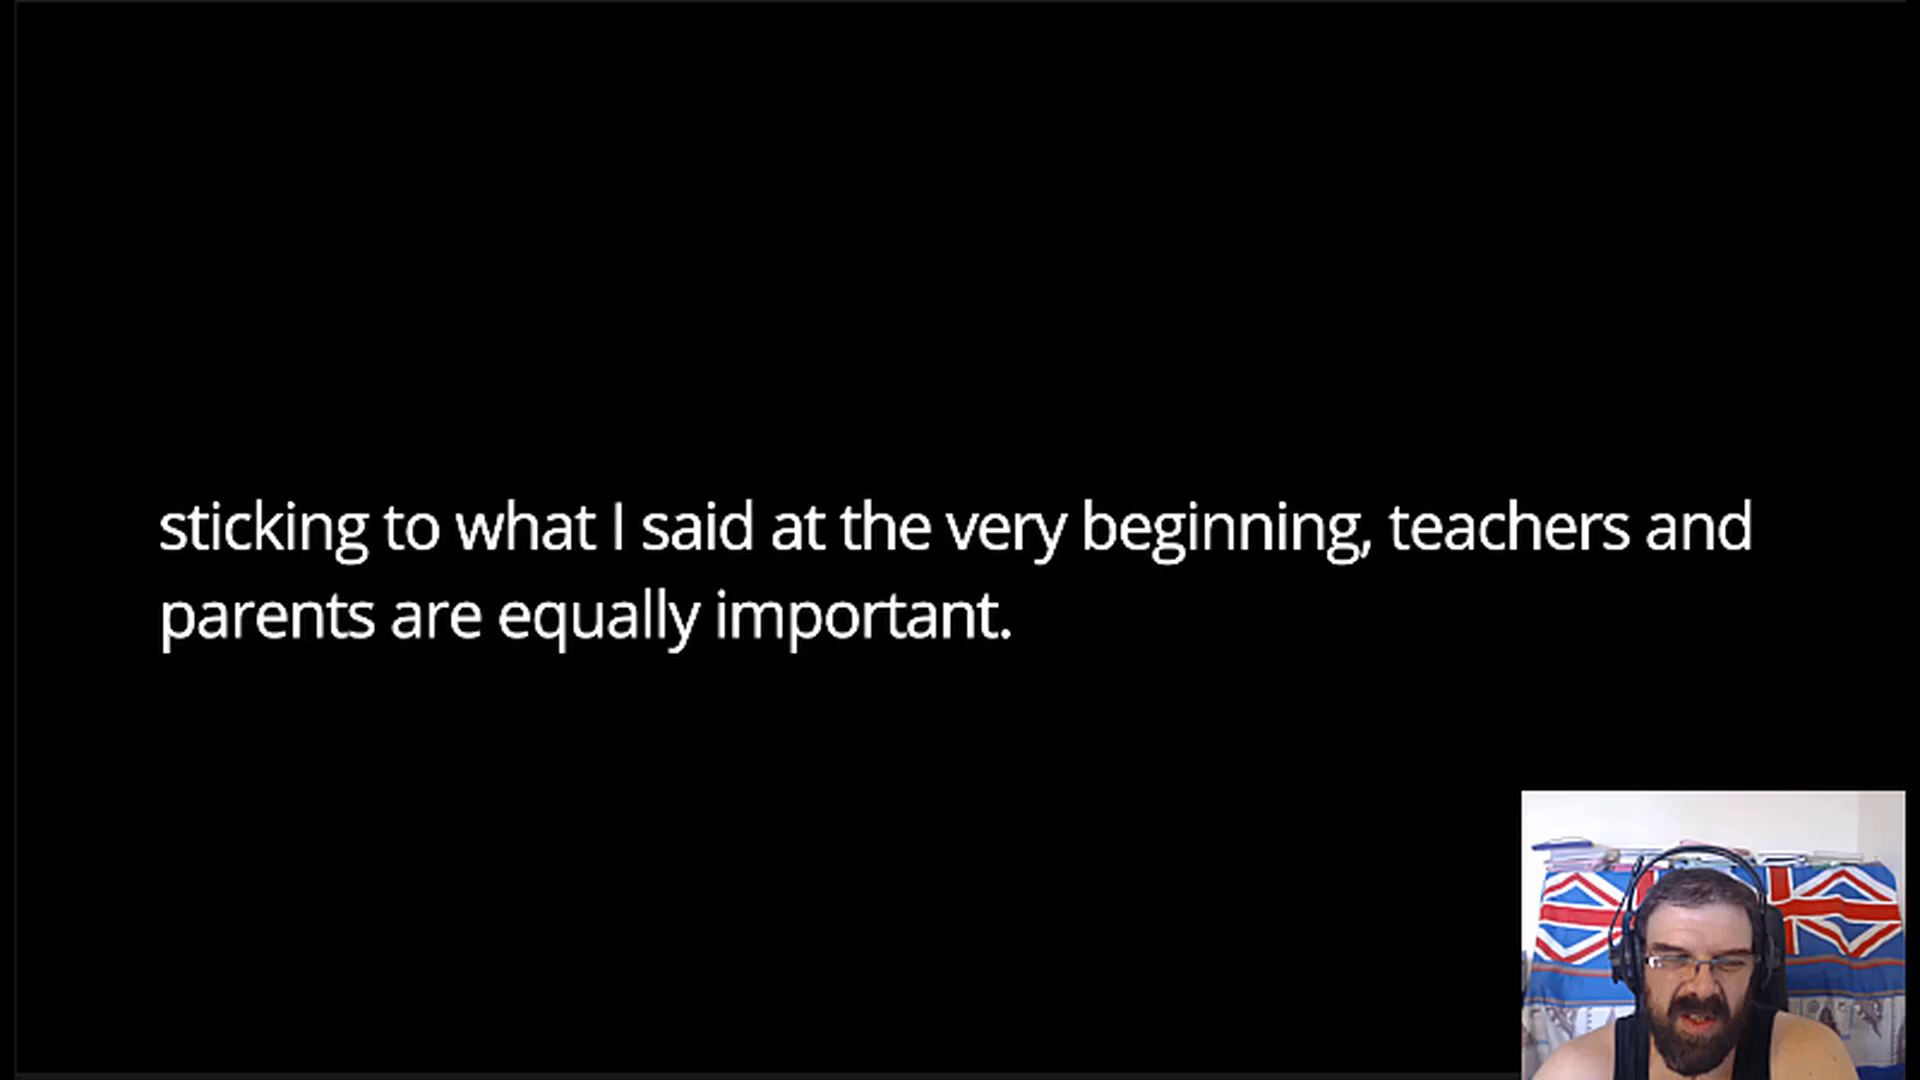 sticking to what I said at the very beginning, teachers and
parents are equally important.